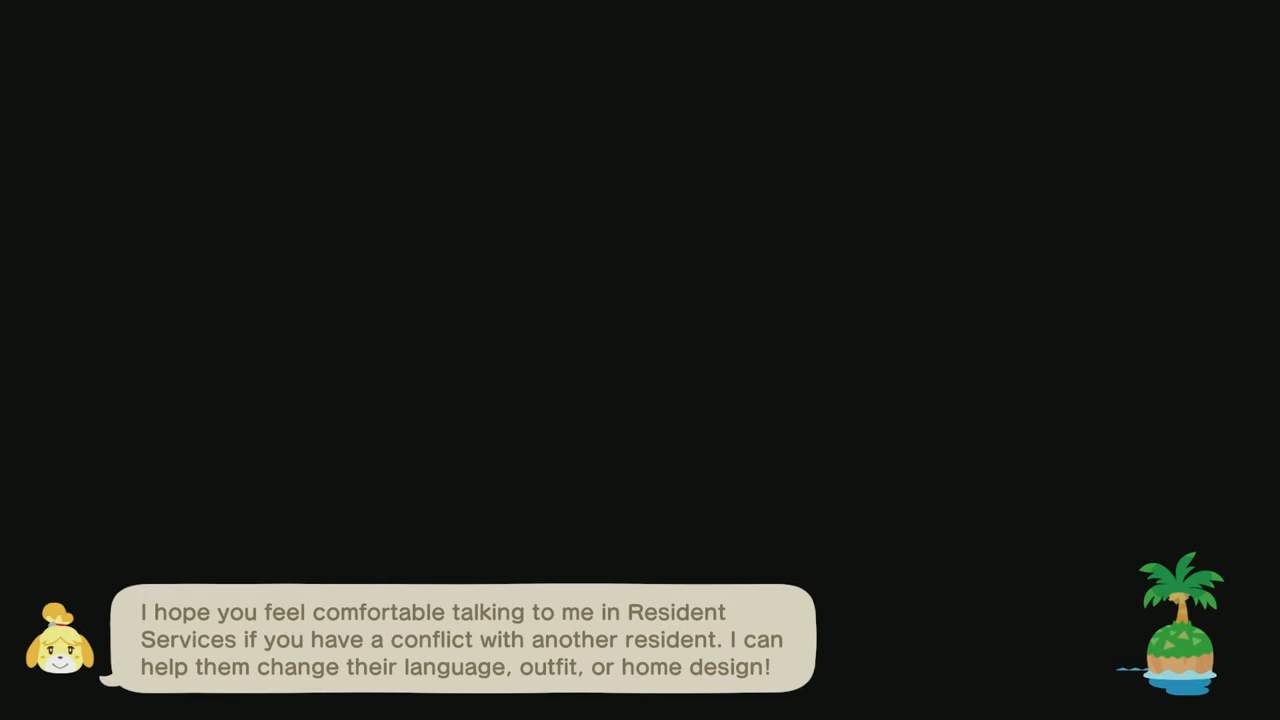 I hope you feel comfortable talking to me in Resident
Services if you have a conflict with another resident. I can
help them change their language, outfit, or home design!